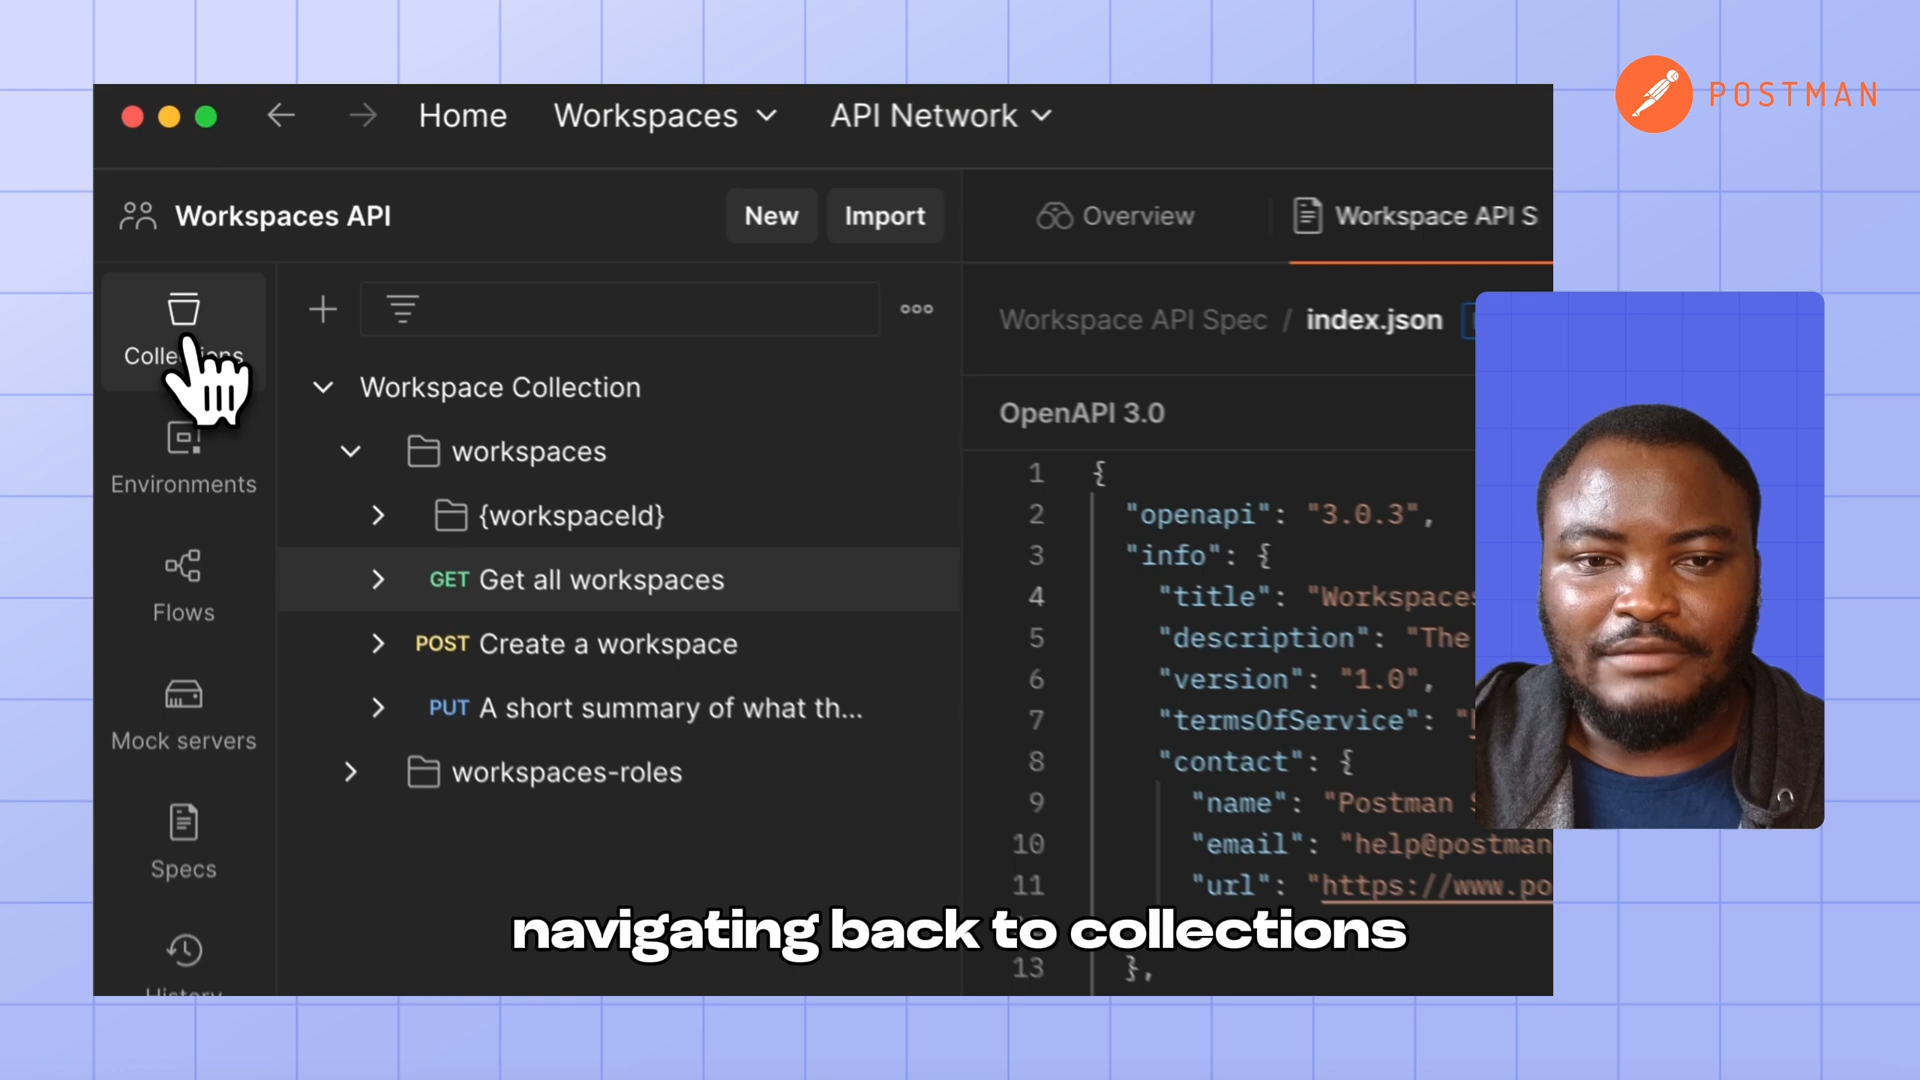 Home Workspaces API Network
POSTMAN
Workspaces API New Import
Overview Workspace API S
Collections
Workspace API Spec / index.json
Workspace Collection
OpenAPI 3.0
workspaces
Environments
{workspaceId}
GET Get all workspaces
Flows
POST Create a workspace
PUT A short summary of what th...
Mock servers
workspaces-roles
Specs
History
1 {
2 "openapi": "3.0.3",
3 "info": {
4 "title": "Workspaces
5 "description": "The
6 "version": "1.0",
7 "termsOfService": "
8 "contact": {
9 "name": "Postman
10 "email": "help@postman
11 "url": "https://www.po
13 },
navigating back to collections